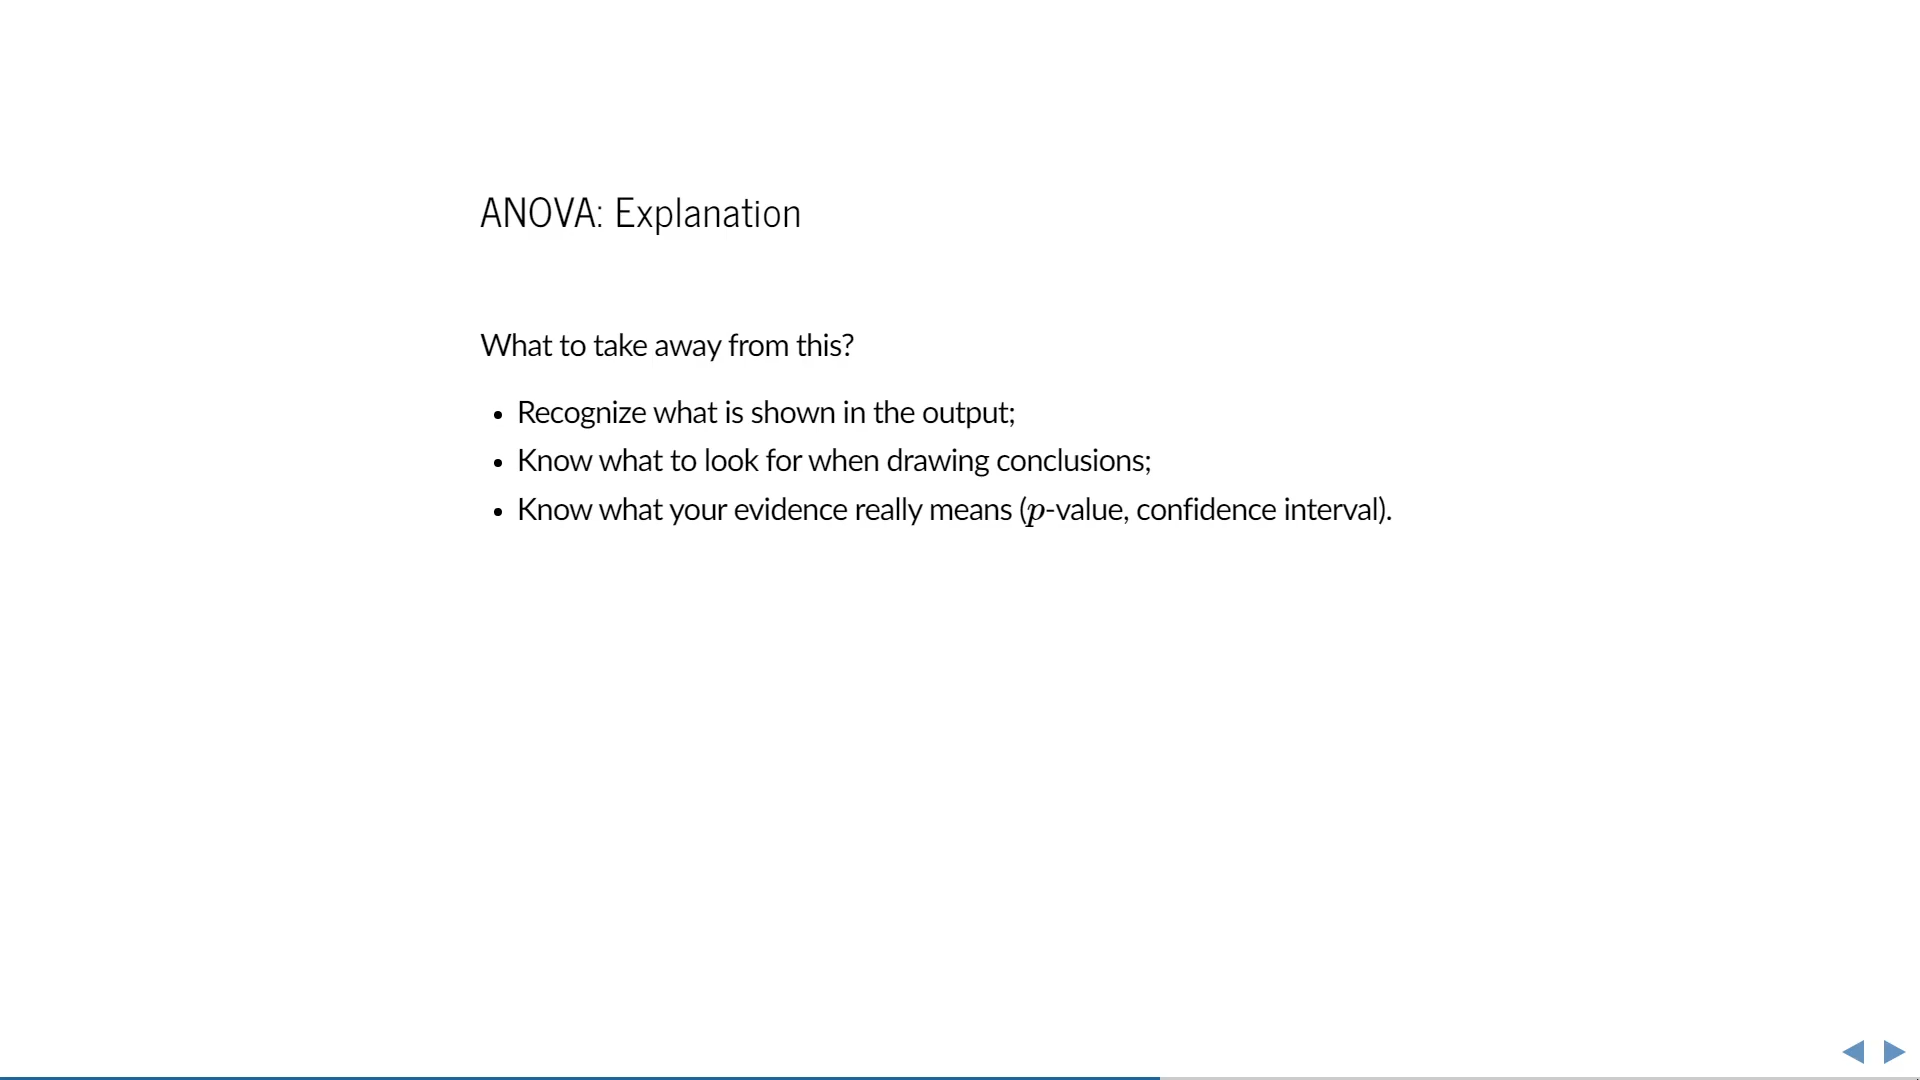 ANOVA: Explanation
What to take away from this?
• Recognize what is shown in the output;
• Know what to look for when drawing conclusions;
• Know what your evidence really means (p-value, confidence interval).